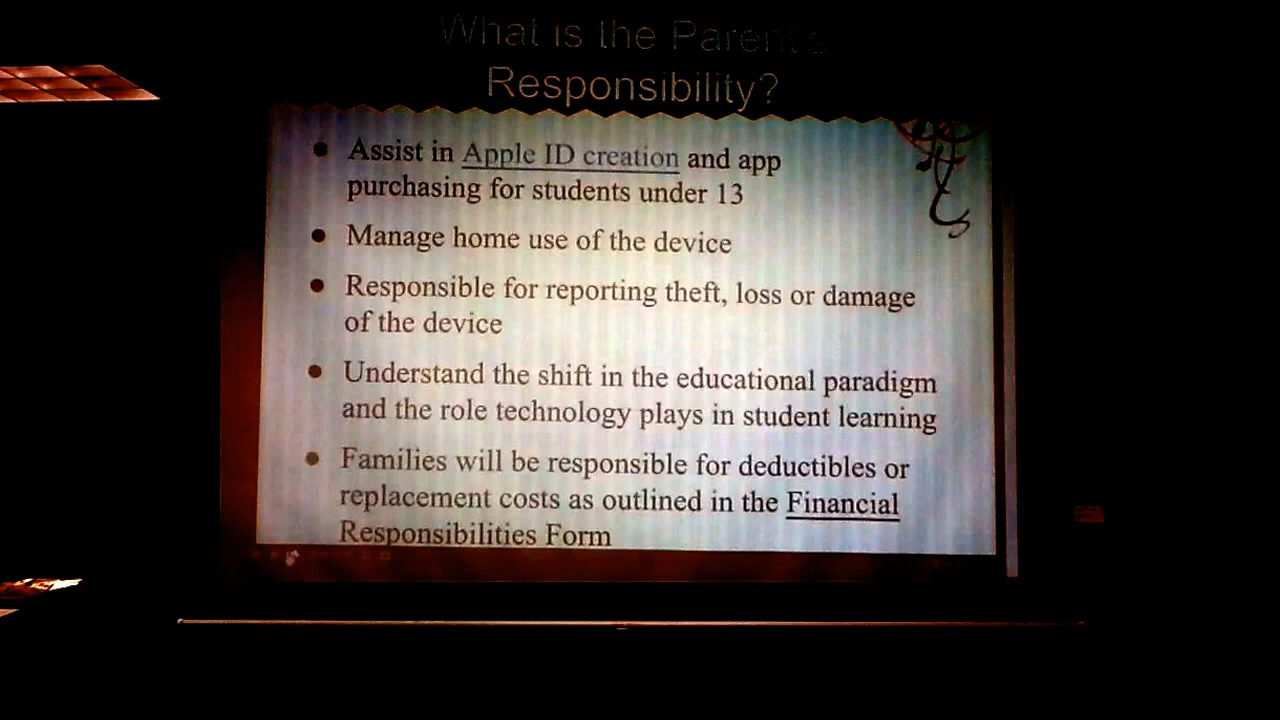 What is the Parent's
Responsibility?
• Assist in Apple ID creation and app
purchasing for students under 13
• Manage home use of the device
• Responsible for reporting theft, loss or damage
of the device
• Understand the shift in the educational paradigm
and the role technology plays in student learning
• Families will be responsible for deductibles or
replacement costs as outlined in the Financial
Responsibilities Form